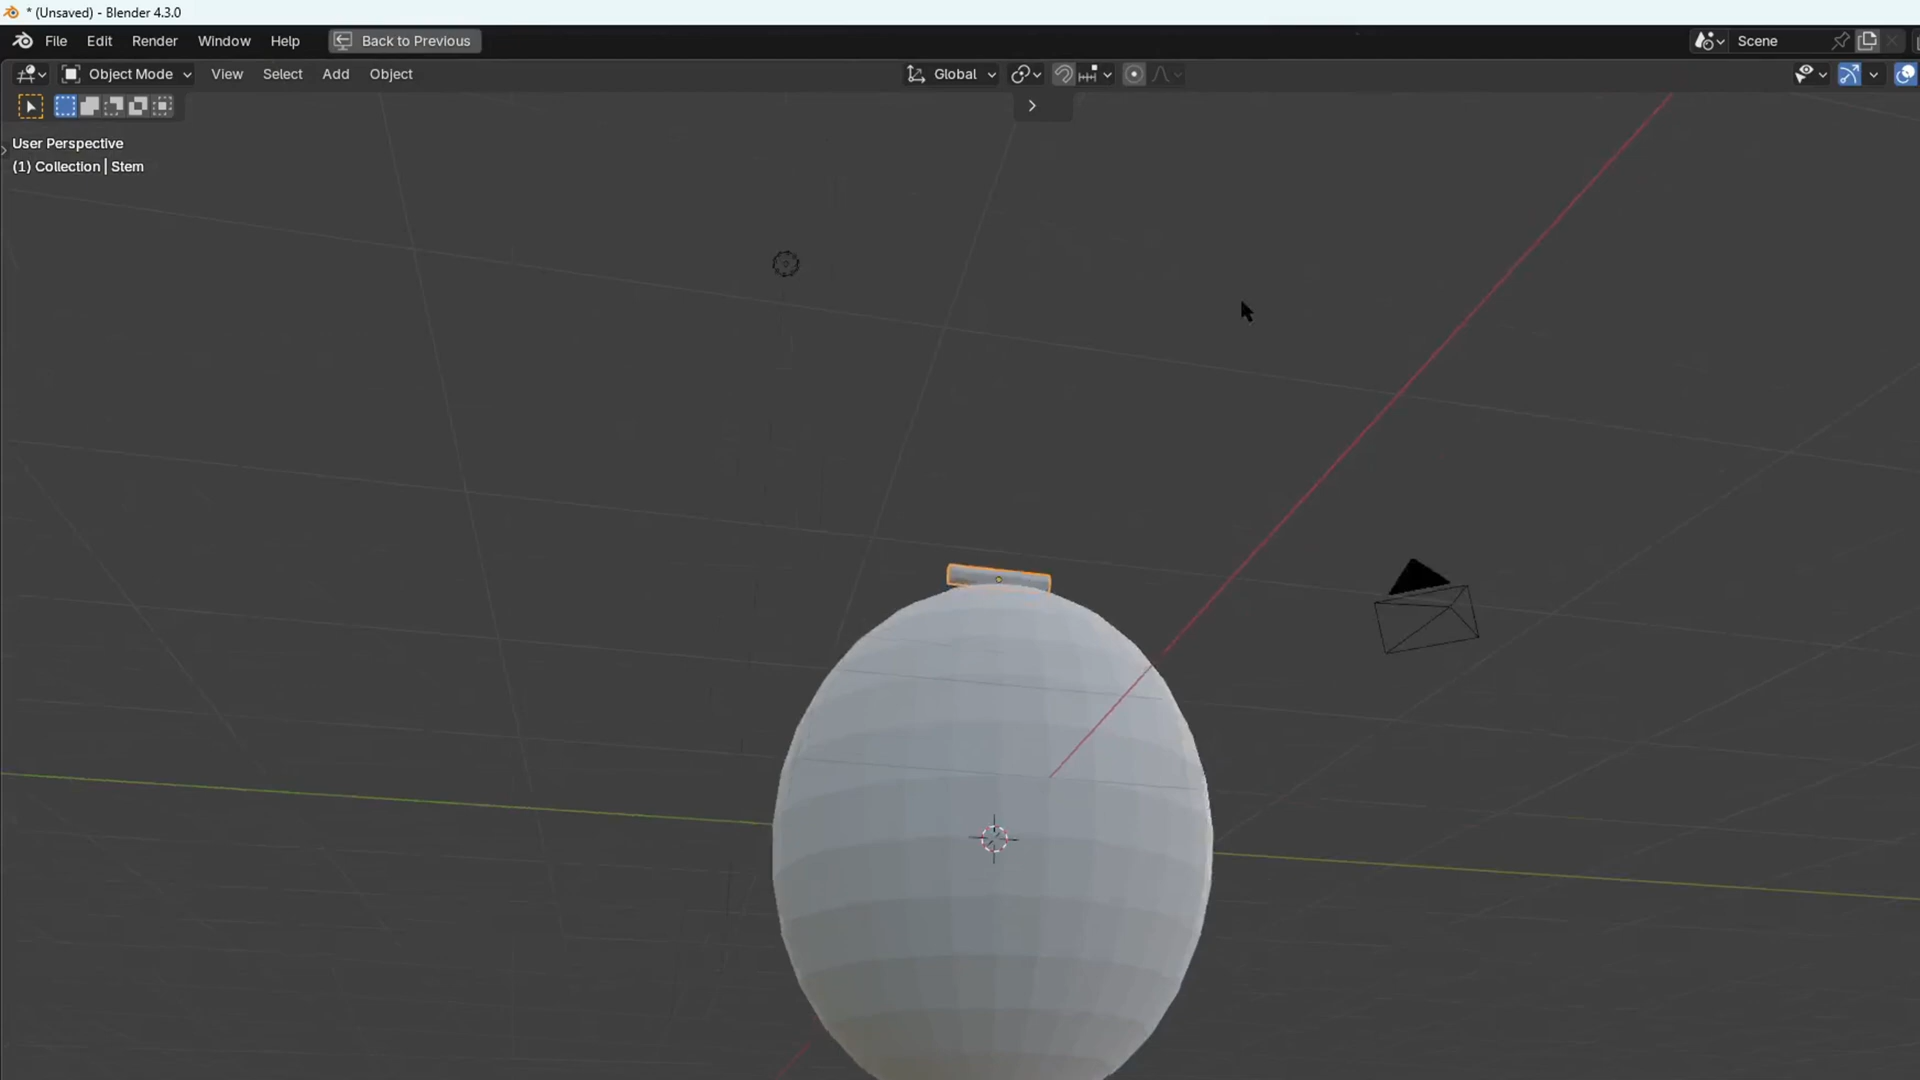 * (Unsaved) - Blender 4.3.0
File Edit Render Window Help Back to Previous Scene
Object Mode View Select Add Object Global
User Perspective
(1) Collection | Stem